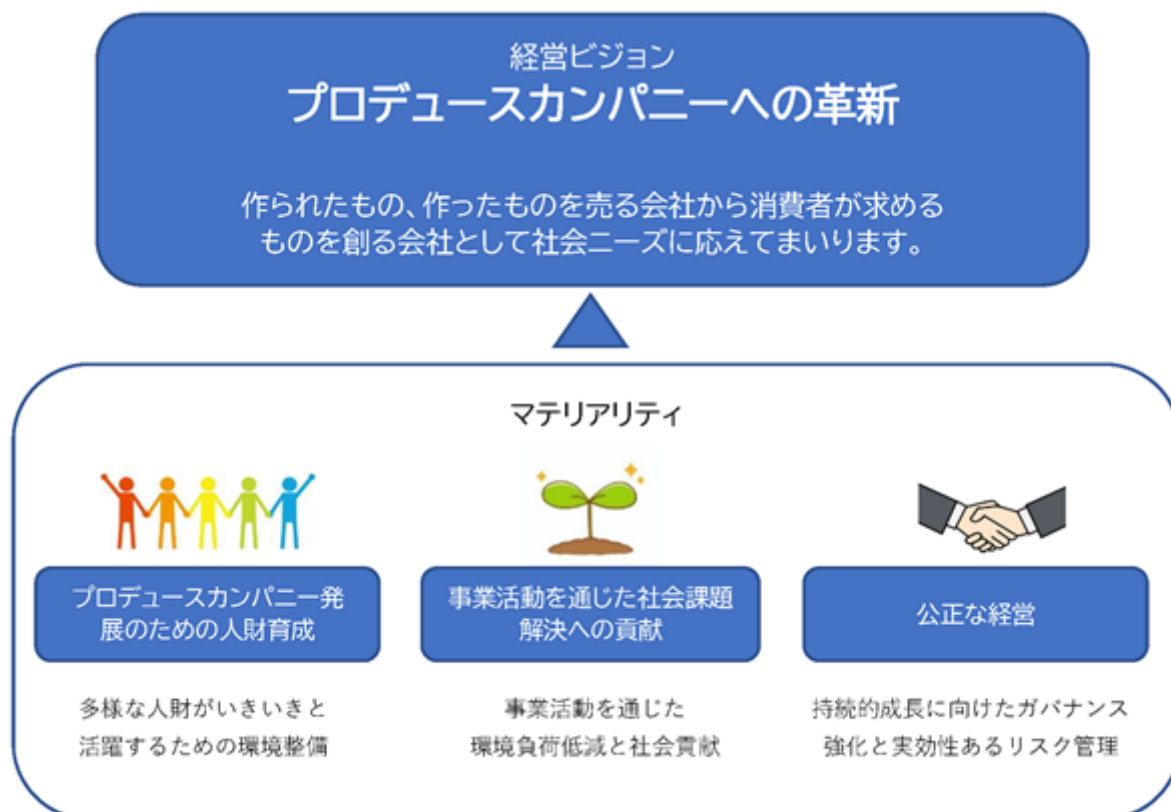 経営ビジョン
プロデュースカンパニーへの革新
作られたもの、作ったものを売る会社から消費者が求める
ものを創る会社として社会ニーズに応えてまいります。
マテリアリティ
プロデュースカンパニー発
展のための人財育成
多様な人財がいきいきと
活躍するための環境整備
事業活動を通じた社会課題
解決への貢献
事業活動を通じた
環境負荷低減と社会貢献
公正な経営
持続的成長に向けたガバナンス
強化と実効性あるリスク管理